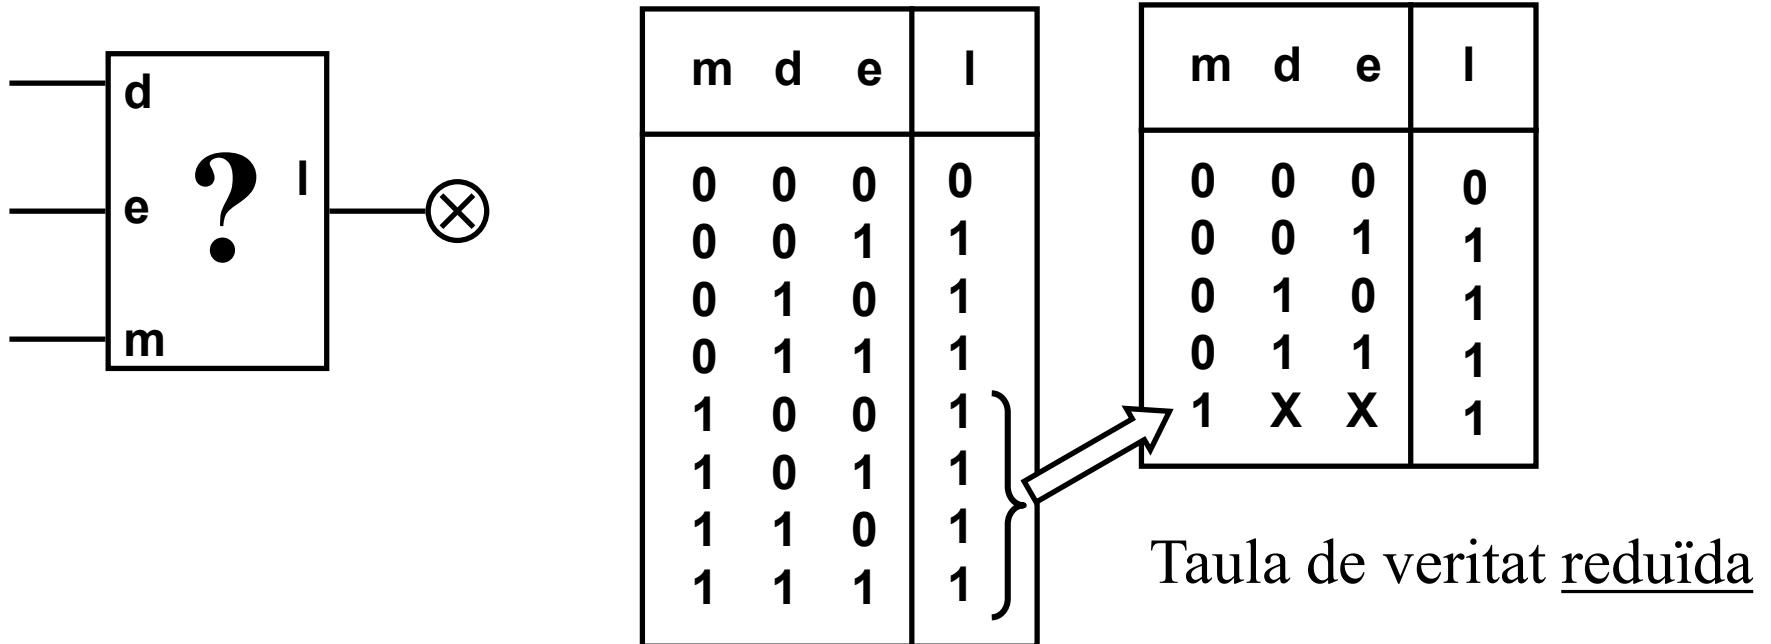 d
e
m
?
l
m d e l
0 0 0 0
0 0 1 1
0 1 0 1
0 1 1 1
1 0 0 1
1 0 1 1
1 1 0 1
1 1 1 1
m d e l
0 0 0 0
0 0 1 1
0 1 0 1
0 1 1 1
1 X X 1
Taula de veritat reduïda